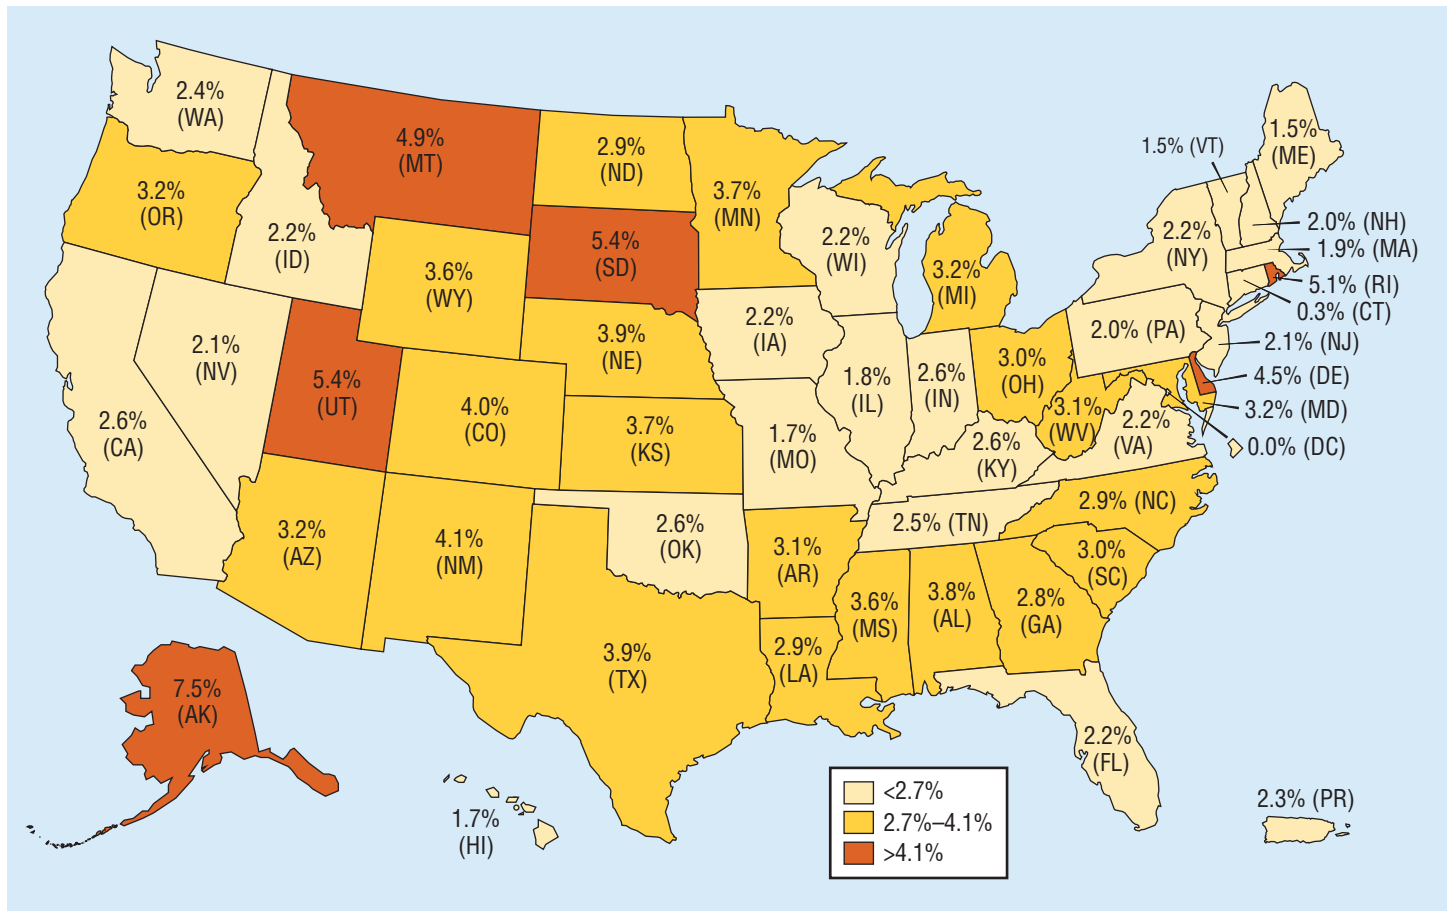 2.4%
(WA)
4.9%
(MT)
2.9%
(ND)
3.7%
(MN)
1.5% (VT)
1.5%
(ME)
3.2%
(OR)
2.2%
(ID)
5.4%
(SD)
2.2%
(WI)
3.2%
(MI)
2.2%
(NY)
2.0% (NH)
1.9% (MA)
5.1% (RI)
0.3% (CT)
3.6%
(WY)
2.1%
(NV)
3.9%
(NE)
2.2%
(IA)
2.0% (PA)
2.1% (NJ)
4.5% (DE)
3.2% (MD)
0.0% (DC)
2.6%
(CA)
5.4%
(UT)
4.0%
(CO)
3.7%
(KS)
1.7%
(MO)
1.8%
(IL)
2.6%
(IN)
3.0%
(OH)
3.1%
(WV)
2.2%
(VA)
2.6%
(KY)
3.2%
(AZ)
4.1%
(NM)
2.6%
(OK)
3.1%
(AR)
2.5% (TN)
2.9% (NC)
3.0%
(SC)
3.9%
(TX)
2.9%
(LA)
3.6%
(MS)
3.8%
(AL)
2.8%
(GA)
7.5%
(AK)
1.7%
(HI)
2.2%
(FL)
2.3% (PR)
<2.7%
2.7%–4.1%
>4.1%